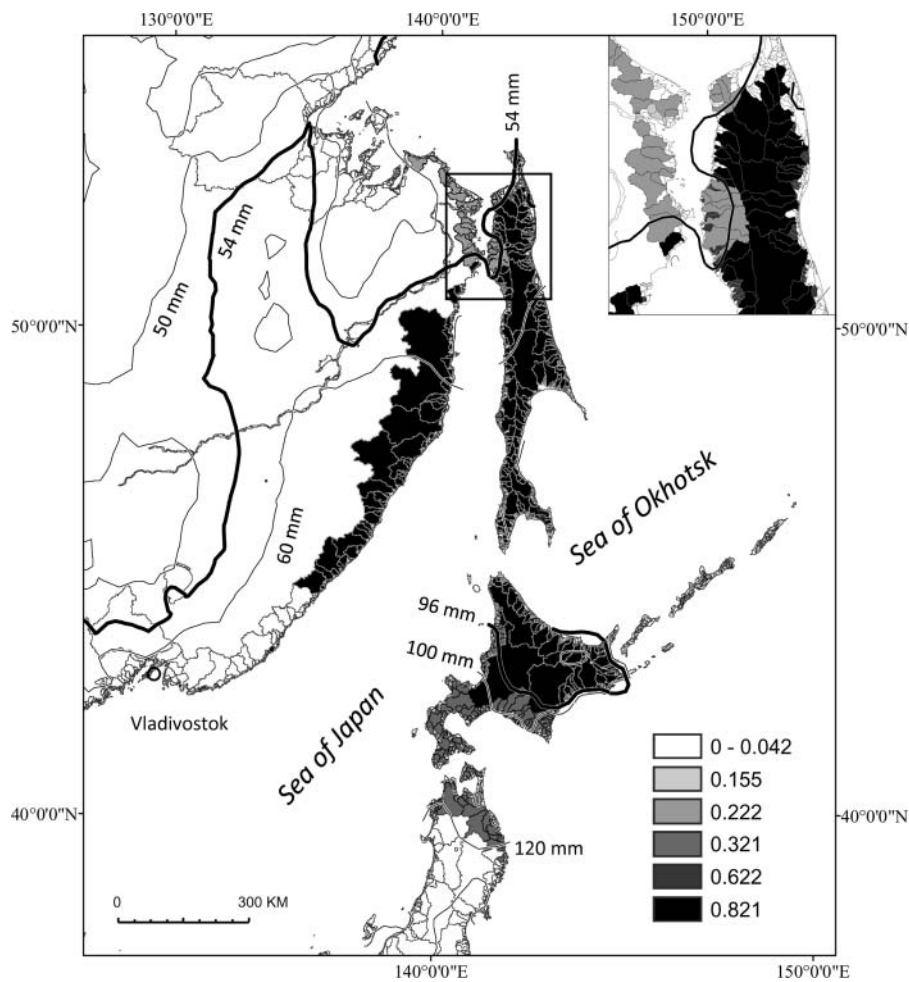 130°0'0"E
140°0'0"E
150°0'0"E
54 mm
54 mm
50 mm
50°0'0"N
50°0'0"N
60 mm
Sea of Okhotsk
96 mm
100 mm
Vladivostok
Sea of Japan
0 - 0.042
0.155
0.222
0.321
0.622
0.821
40°0'0"N
40°0'0"N
120 mm
0
300 KM
140°0'0"E
150°0'0"E